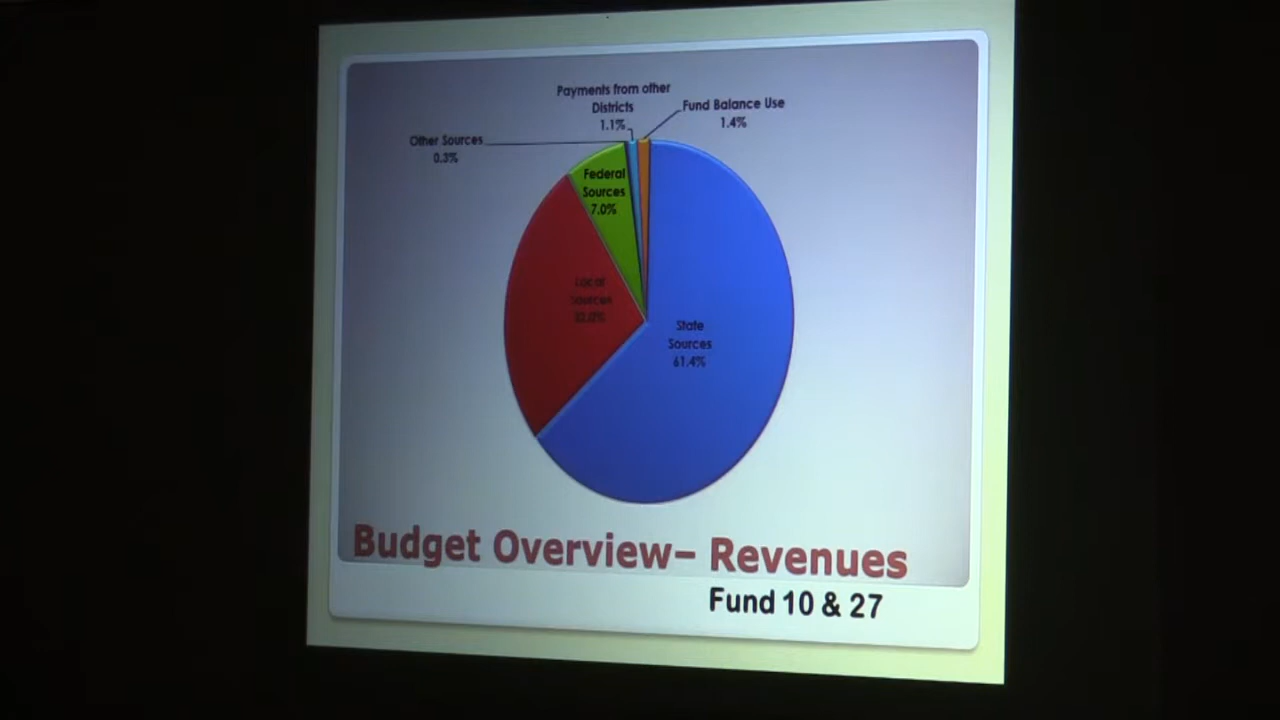 Payments from other
Districts
1.1%
Fund Balance Use
1.4%
Other Sources
0.3%
Federal
Sources
7.0%
Local
Sources
State
Sources
61.4%
Budget Overview– Revenues
Fund 10 & 27